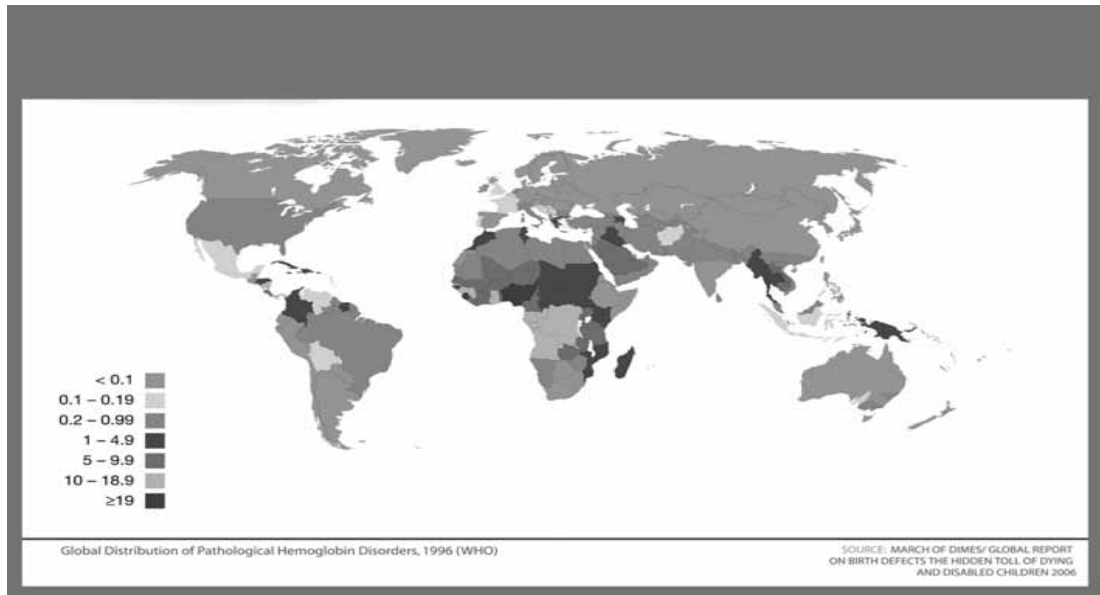 < 0.1
0.1 – 0.19
0.2 – 0.99
1 – 4.9
5 – 9.9
10 – 18.9
≥19
Global Distribution of Pathological Hemoglobin Disorders, 1996 (WHO)
SOURCE: MARCH OF DIMES/ GLOBAL REPORT
ON BIRTH DEFECTS THE HIDDEN TOLL OF DYING
AND DISABLED CHILDREN 2006